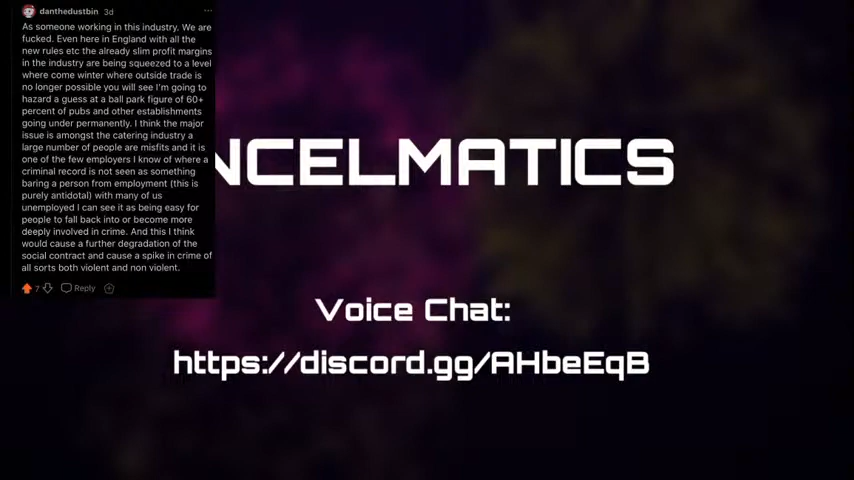 danthedustbin 3d
As someone working in this industry. We are
fucked. Even here in England with all the
new rules etc the already slim profit margins
in the industry are being squeezed to a level
where come winter where outside trade is
no longer possible you will see I'm going to
hazard a guess at a ball park figure of 60+
percent of pubs and other establishments
going under permanently. I think the major
issue is amongst the catering industry a
large number of people are misfits and it is
one of the few employers I know of where a
criminal record is not seen as something
baring a person from employment (this is
purely antidotal) with many of us
unemployed I can see it as being easy for
people to fall back into or become more
deeply involved in crime. And this I think
would cause a further degradation of the
social contract and cause a spike in crime of
all sorts both violent and non violent.
7 Reply
NCELMATICS
Voice Chat:
https://discord.gg/AHbeEqB